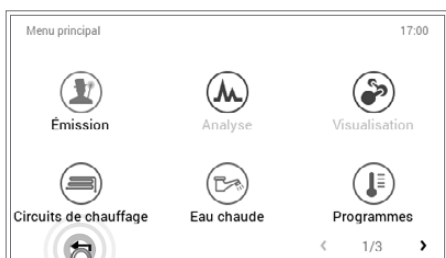 Menu principal 17:00
Émission Analyse Visualisation
Circuits de chauffage Eau chaude Programmes
1/3